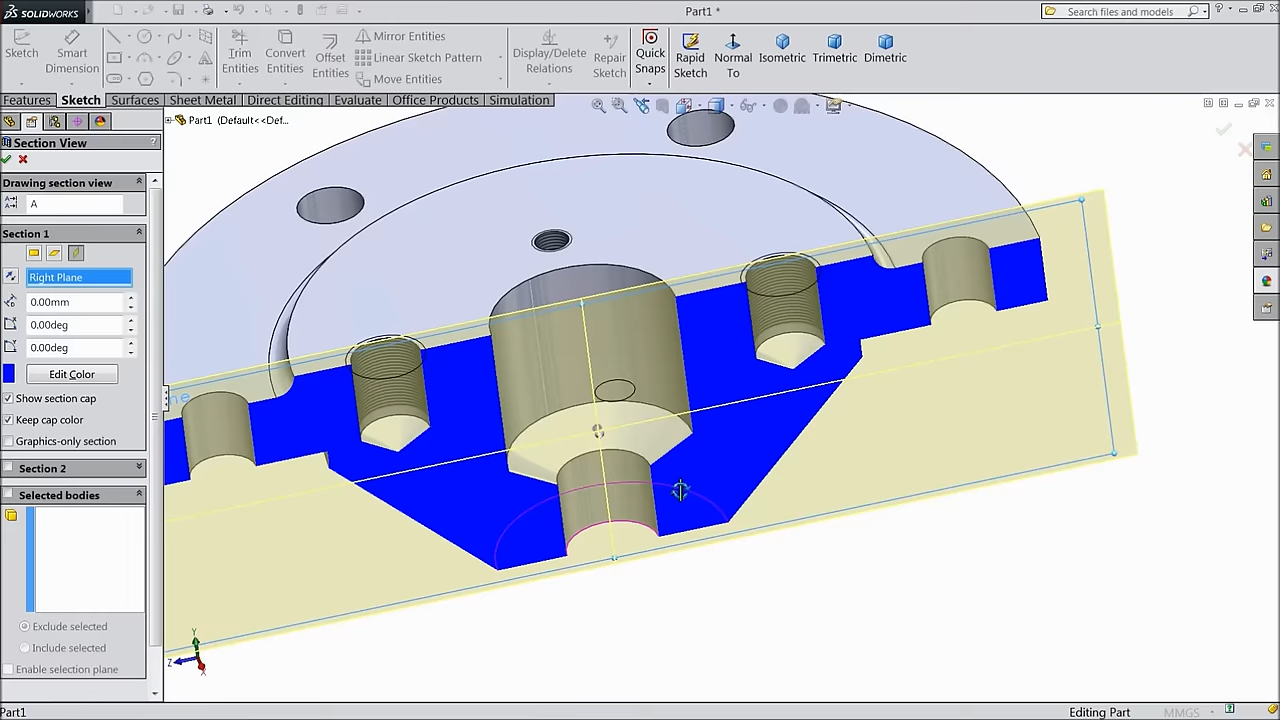 SOLIDWORKS
Part1 *
Search files and models
Sketch
Smart Dimension
Trim Entities
Convert Entities
Offset Entities
Mirror Entities
Linear Sketch Pattern
Move Entities
Display/Delete Relations
Repair Sketch
Quick Snaps
Rapid Sketch
Normal To
Isometric
Trimetric
Dimetric
Features
Sketch
Surfaces
Sheet Metal
Direct Editing
Evaluate
Office Products
Simulation
Part1 (Default<<Def...
Section View
?
Drawing section view
A
Section 1
Right Plane
0.00mm
0.00deg
0.00deg
Edit Color
Show section cap
Keep cap color
Graphics-only section
Section 2
Selected bodies
Exclude selected
Include selected
Enable selection plane
ne
Y
Z
X
Part1
Editing Part
MMGS